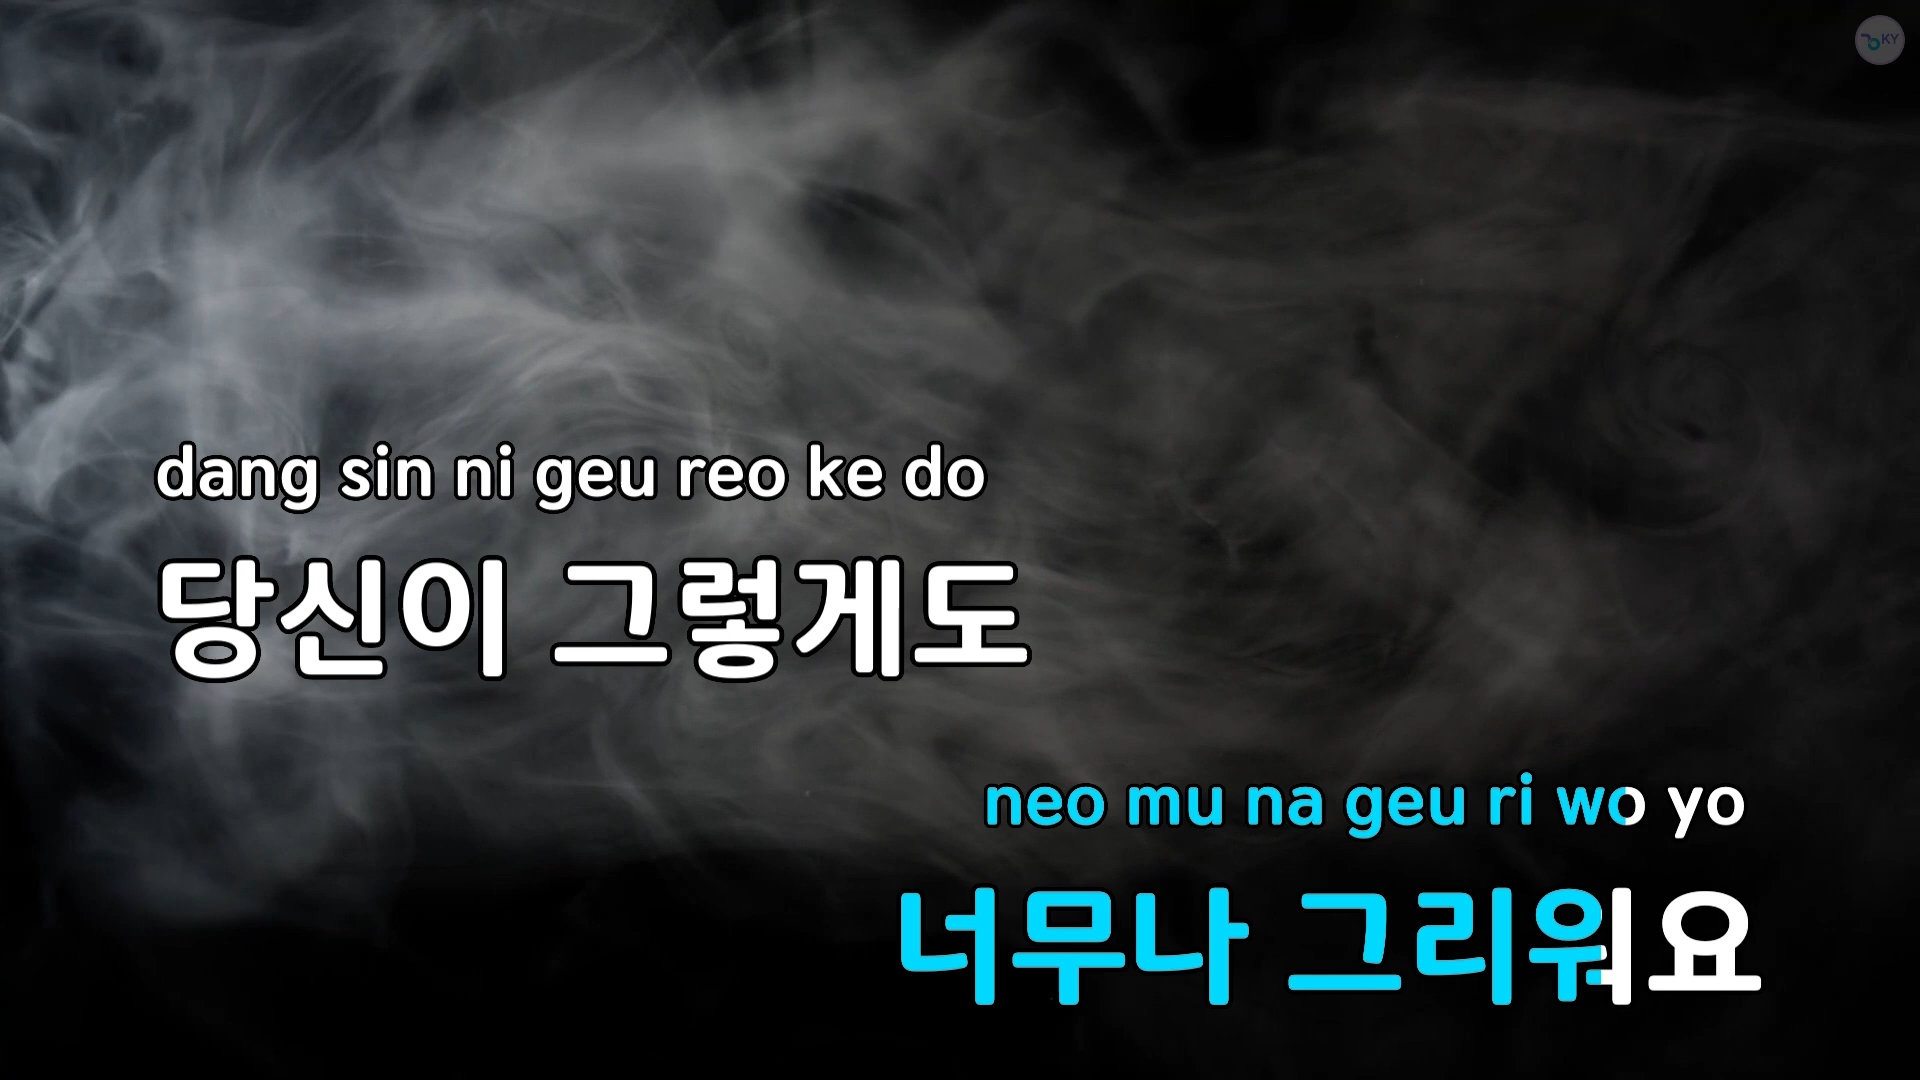 KY
dang sin ni geu reo ke do
당신이 그렇게도
neo mu na geu ri wo yo
너무나 그리워요